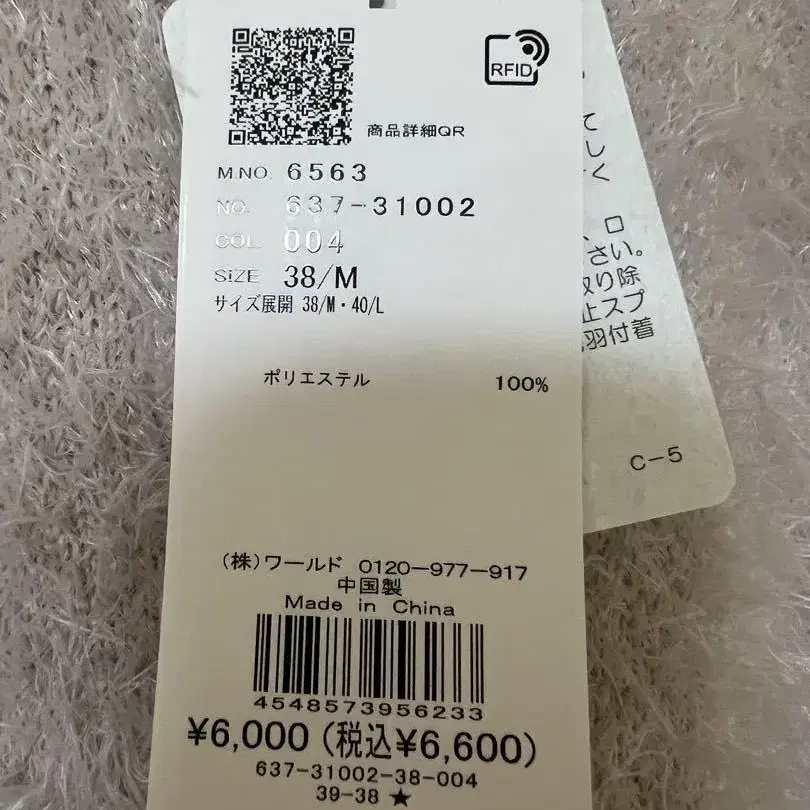 RFID
商品詳細QR
M.NO. 6563
NO. 637-31002
COL. 004
SIZE 38/M
サイズ展開 38/M・40/L
ポリエステル 100%
(株)ワールド 0120-977-917
中国製
Made in China
4548573956233
¥6,000(税込¥6,600)
637-31002-38-004
39-38 ★
て
し
く
、ロ
さい。
取り除
止スプ
羽付着
C-5